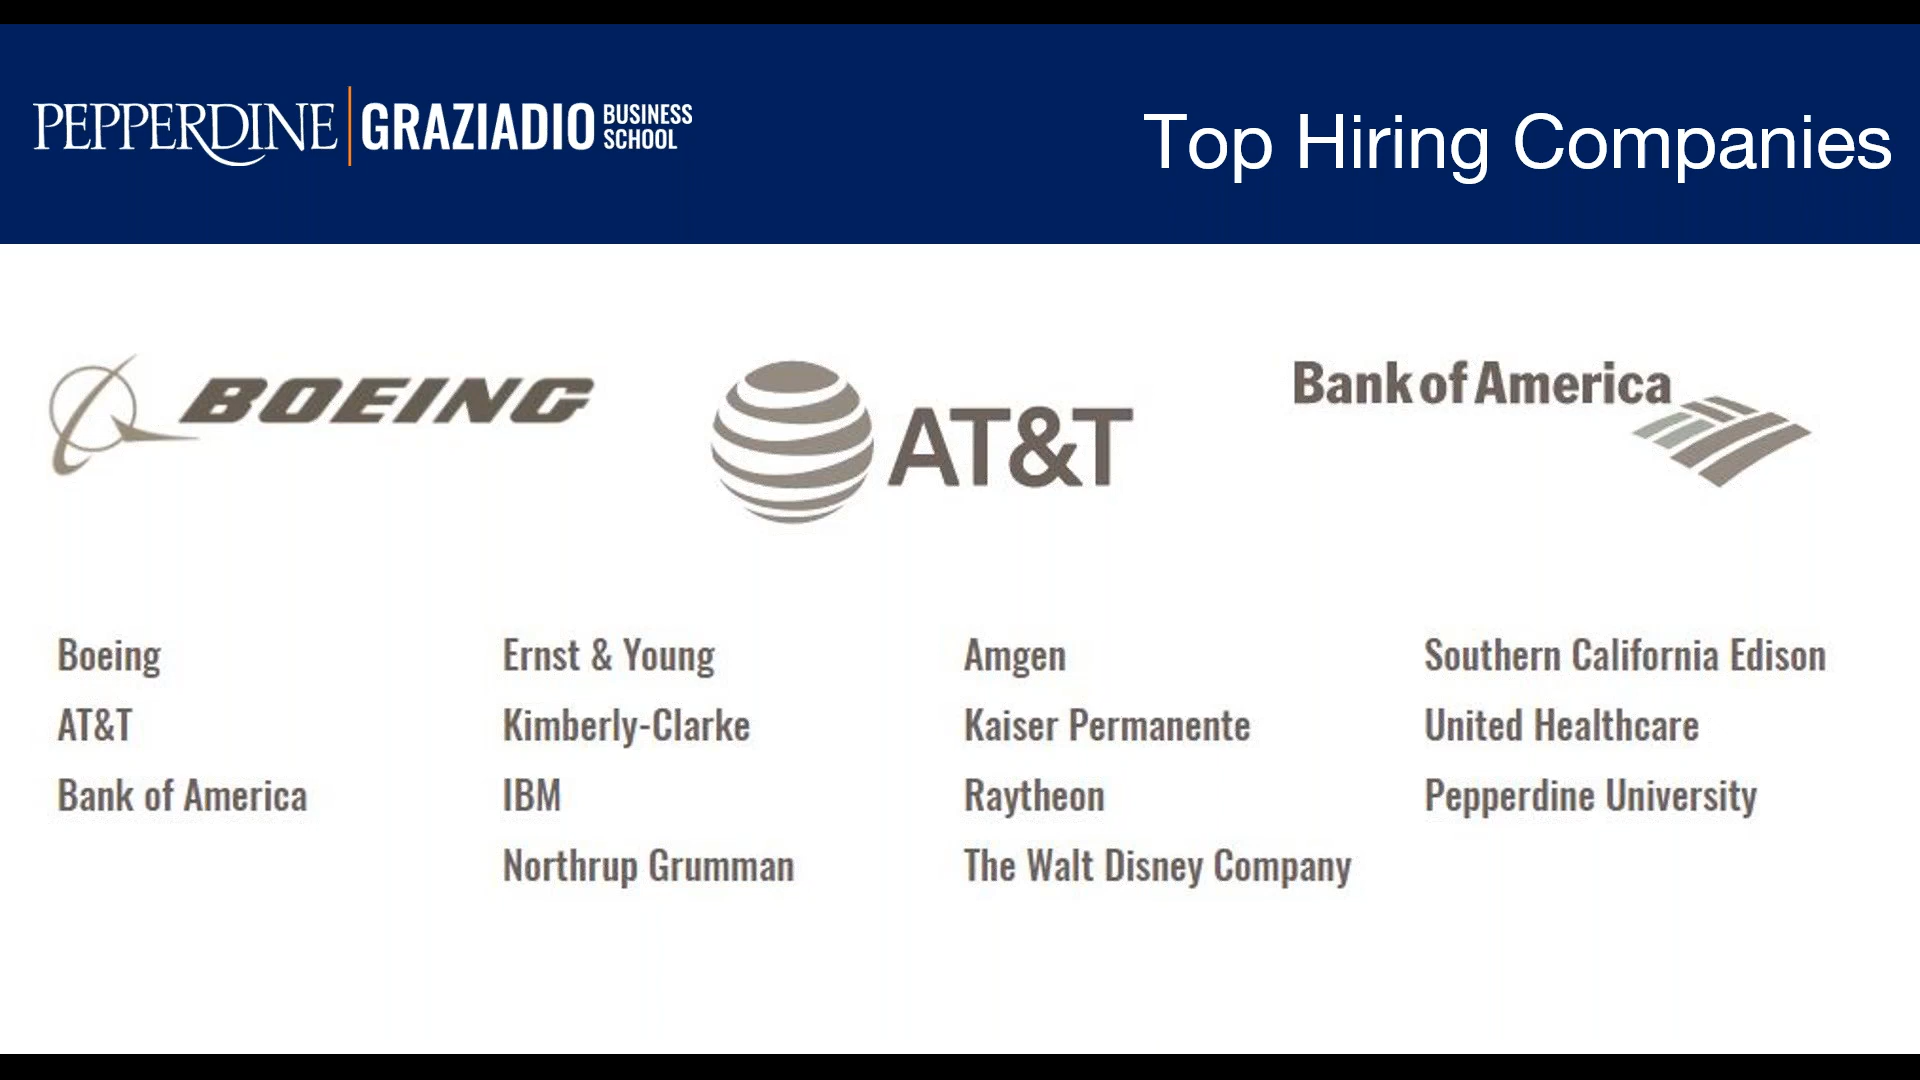 PEPPERDINE GRAZIADIO BUSINESS SCHOOL
Top Hiring Companies
BOEING
AT&T
Bank of America
Boeing
AT&T
Bank of America
Ernst & Young
Kimberly-Clarke
IBM
Northrup Grumman
Amgen
Kaiser Permanente
Raytheon
The Walt Disney Company
Southern California Edison
United Healthcare
Pepperdine University